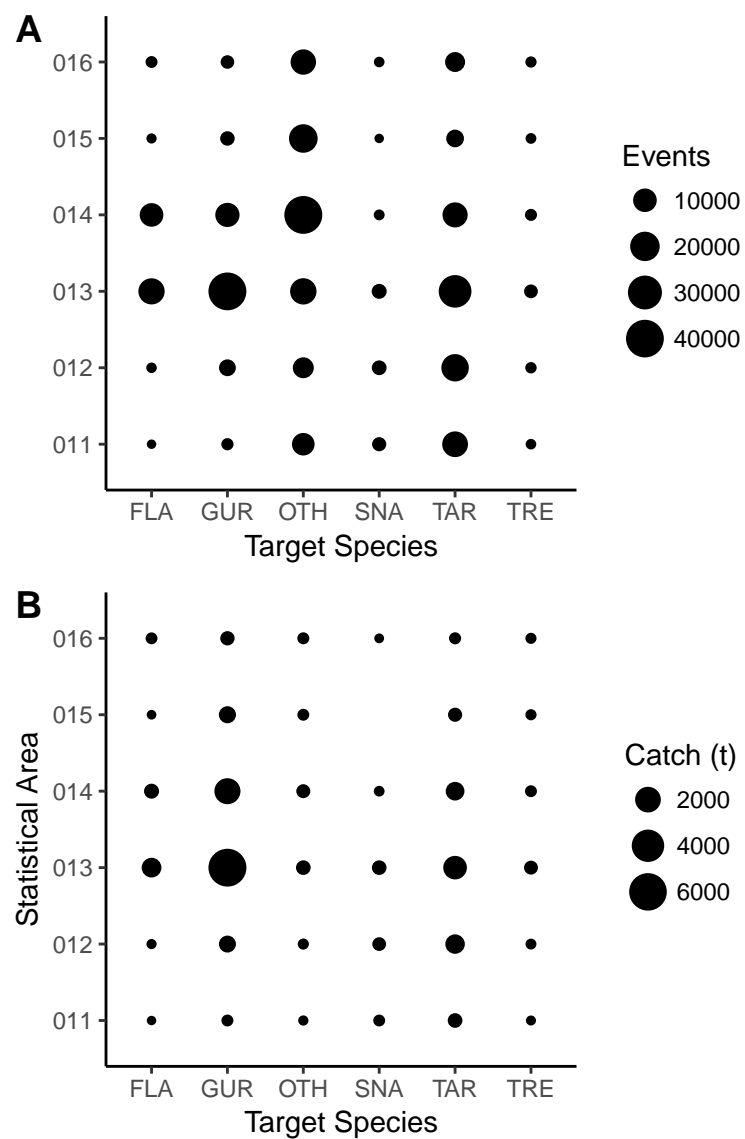 A
016
015
014
013
012
011
FLA GUR OTH SNA TAR TRE
Target Species
Events
10000
20000
30000
40000
B
Statistical Area
016
015
014
013
012
011
FLA GUR OTH SNA TAR TRE
Target Species
Catch (t)
2000
4000
6000